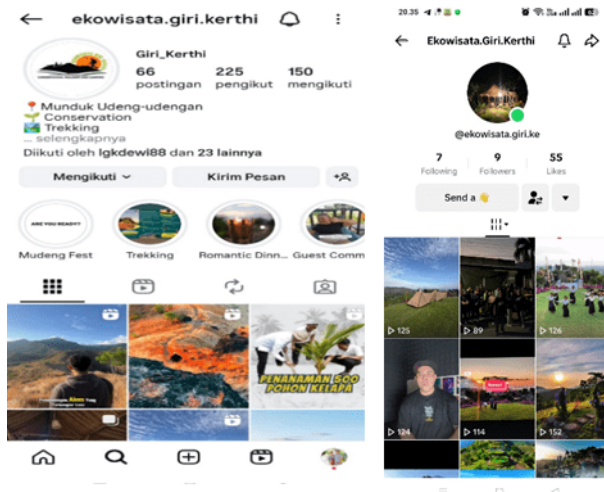 ekowisata.giri.kerthi
Giri_Kerthi
66 225 150
postingan pengikut mengikuti
Munduk Udeng-udengan
Conservation
Trekking
... selengkapnya
Diikuti oleh lgkdewi88 dan 23 lainnya
Mengikuti Kirim Pesan
ARE YOU READY?
Mudeng Fest Trekking Romantic Dinn... Guest Comm
PENANAMAN 500
POHON KELAPA
20.35
Ekowisata.Giri.Kerthi
@ekowisata.giri.ke
7 9 55
Following Followers Likes
Send a
125 89 126
124 114 152